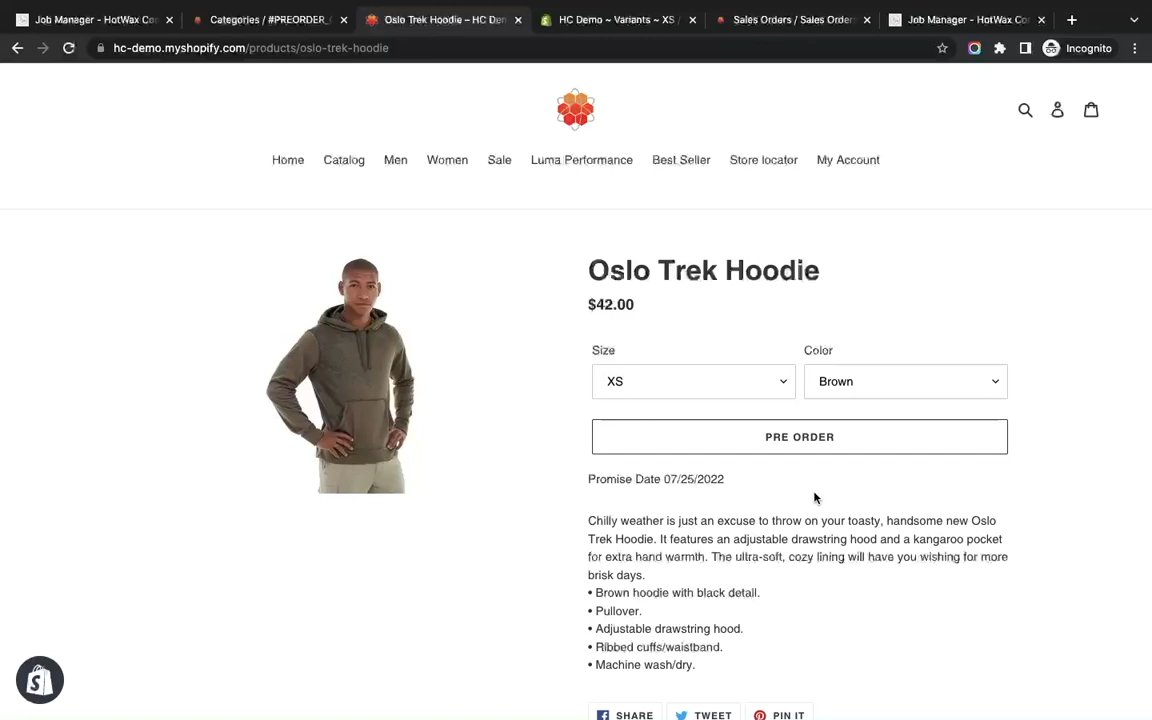 Job Manager - HotWax Co
Categories / #PREORDER_
Oslo Trek Hoodie – HC Den
HC Demo ~ Variants ~ XS /
Sales Orders / Sales Orders
Job Manager - HotWax Co
hc-demo.myshopify.com/products/oslo-trek-hoodie
Incognito
Home Catalog Men Women Sale Luma Performance Best Seller Store locator My Account
Oslo Trek Hoodie
$42.00
Size Color
XS Brown
PRE ORDER
Promise Date 07/25/2022
Chilly weather is just an excuse to throw on your toasty, handsome new Oslo
Trek Hoodie. It features an adjustable drawstring hood and a kangaroo pocket
for extra hand warmth. The ultra-soft, cozy lining will have you wishing for more
brisk days.
• Brown hoodie with black detail.
• Pullover.
• Adjustable drawstring hood.
• Ribbed cuffs/waistband.
• Machine wash/dry.
SHARE TWEET PIN IT